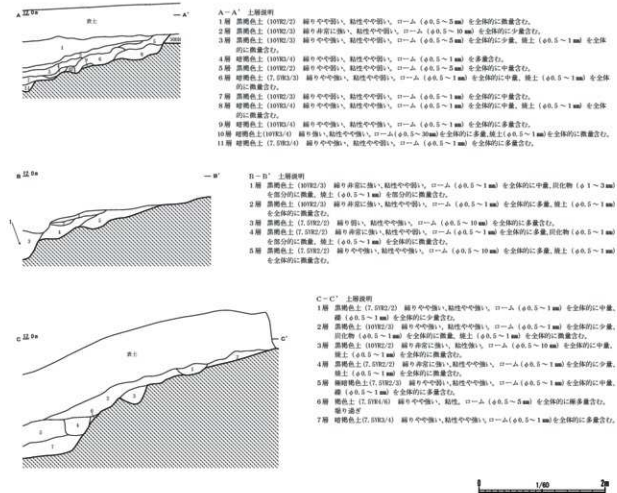 A－A’ 土層説明
1層 黒褐色土（10YR2/2） 締りやや弱い、粘性やや弱い、ローム（φ0.5～5㎜）を全体的に微量含む。
2層 黒褐色土（10YR2/3） 締り非常に強い、粘性やや弱い、ローム（φ0.5～10㎜）を全体的に少量含む。
3層 黒褐色土（10YR2/3） 締りやや強い、粘性やや弱い、ローム（φ0.5～5㎜）を全体的に少量、焼土（φ0.5～1㎜）を全体
的に微量含む。
4層 暗褐色土（10YR3/4） 締りやや弱い、粘性やや弱い、ローム（φ0.5～1㎜）を多量含む。
5層 黒褐色土（10YR2/2） 締りやや弱い、粘性やや弱い、ローム（φ0.5～5㎜）を全体的に中量含む。
6層 暗褐色土（7.5YR3/3） 締りやや強い、粘性やや弱い、ローム（φ0.5～5㎜）を全体的に中量、焼土（φ0.5～1㎜）を全体
的に微量含む。
7層 黒褐色土（10YR2/3） 締りやや弱い、粘性やや弱い、ローム（φ0.5～1㎜）を全体的に中量含む。
8層 暗褐色土（10YR3/4） 締りやや強い、粘性やや弱い、ローム（φ0.5～1㎜）を全体的に中量、焼土（φ0.5～1㎜）を全体
的に微量含む。
9層 暗褐色土（10YR3/4） 締りやや弱い、粘性やや強い、ローム（φ0.5～1㎜）を全体的に多量含む。
10層 暗褐色土（10YR3/4） 締り強い、粘性やや強い、ローム（φ0.5～30㎜）を全体的に多量、焼土（φ0.5～1㎜）を全体的に微量含む。
11層 暗褐色土（7.5YR3/4） 締りやや強い、粘性やや弱い、ローム（φ0.5～1㎜）を多量含む。
A 12.0m
－A’
表土
B 12.0m
－B’
B－B’ 土層説明
1層 黒褐色土（10YR2/3） 締り非常に強い、粘性やや弱い、ローム（φ0.5～1㎜）を全体的に中量、炭化物（φ1～3㎜）
を部分的に微量、焼土（φ0.5～1㎜）を部分的に微量含む。
2層 黒褐色土（10YR2/3） 締り非常に強い、粘性やや強い、ローム（φ0.5～1㎜）を全体的に多量、焼土（φ0.5～1㎜）
を全体的に微量含む。
3層 黒褐色土（7.5YR2/2） 締り弱い、粘性やや強い、ローム（φ0.5～10㎜）を全体的に多量含む。
4層 黒褐色土（7.5YR2/2） 締り非常に強い、粘性やや弱い、ローム（φ0.5～1㎜）を全体的に多量、炭化物（φ0.5～1㎜）
を部分的に微量、焼土（φ0.5～1㎜）を全体的に微量含む。
5層 黒褐色土（7.5YR2/2） 締りやや強い、粘性やや強い、ローム（φ0.5～10㎜）を全体的に多量、焼土（φ0.5～1㎜）
を全体的に微量含む。
C－C’ 土層説明
1層 黒褐色土（7.5YR2/2） 締りやや強い、粘性やや強い、ローム（φ0.5～1㎜）を全体的に中量、
礫（φ0.5～1㎜）を全体的に少量含む。
2層 黒褐色土（10YR2/3） 締りやや強い、粘性やや強い、ローム（φ0.5～1㎜）を全体的に少量、
炭化物（φ0.5～1㎜）を全体的に微量、焼土（φ0.5～1㎜）を全体的に微量含む。
3層 黒褐色土（10YR2/2） 締り非常に強い、粘性強い、ローム（φ0.5～10㎜）を全体的に中量、
焼土（φ0.5～1㎜）を全体的に微量含む。
4層 黒褐色土（7.5YR2/2） 締り非常に強い、粘性やや強い、ローム（φ0.5～1㎜）を全体的に少量、
焼土（φ0.5～1㎜）を全体的に微量含む。
5層 極暗褐色土（7.5YR2/3） 締りやや弱い、粘性やや強い、ローム（φ0.5～1㎜）を全体的に中量、
礫（φ0.5～1㎜）を全体的に微量含む。
6層 褐色土（7.5YR4/6） 締りやや強い、粘性、ローム（φ0.5～5㎜）を全体的に極多量含む。
掘り過ぎ
7層 暗褐色土（7.5YR3/4） 締りやや強い、粘性やや強い、ローム（φ0.5～1㎜）を全体的に多量含む。
C 12.0m
－C’
表土
0 1/60 2m